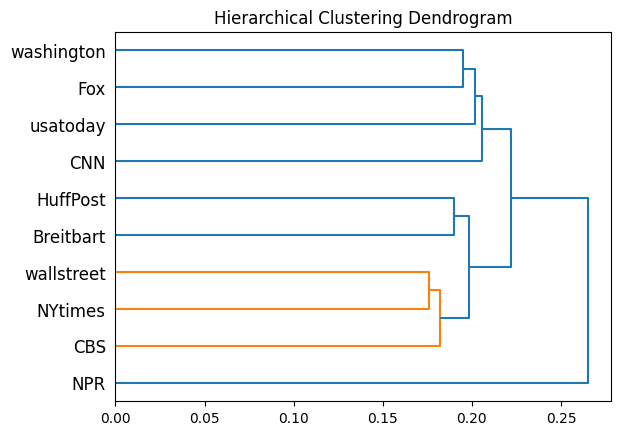 Hierarchical Clustering Dendrogram
washington
Fox
usatoday
CNN
HuffPost
Breitbart
wallstreet
NYtimes
CBS
NPR
0.00 0.05 0.10 0.15 0.20 0.25